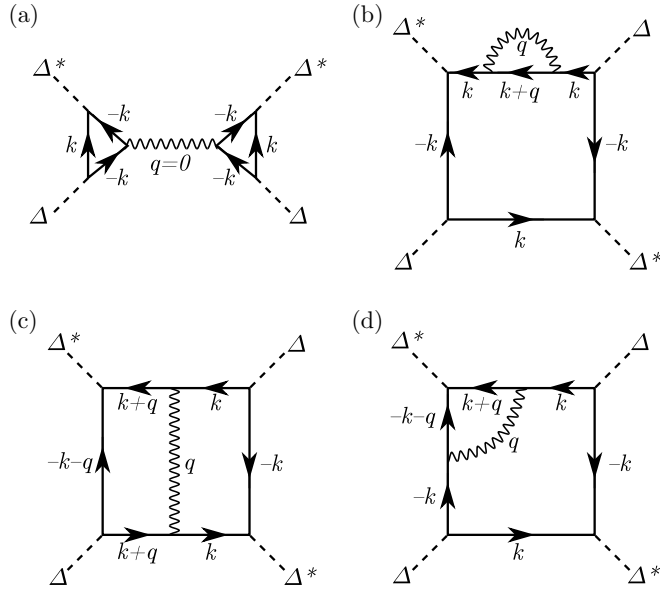 (a)
Δ* Δ*
–k –k
k k
q=0
–k –k
Δ Δ
(b)
Δ* Δ
q
k k+q k
–k –k
k
Δ Δ*
(c)
Δ* Δ
k+q k
–k–q q –k
k+q k
Δ Δ*
(d)
Δ* Δ
k+q k
–k–q q
–k –k
k
Δ Δ*